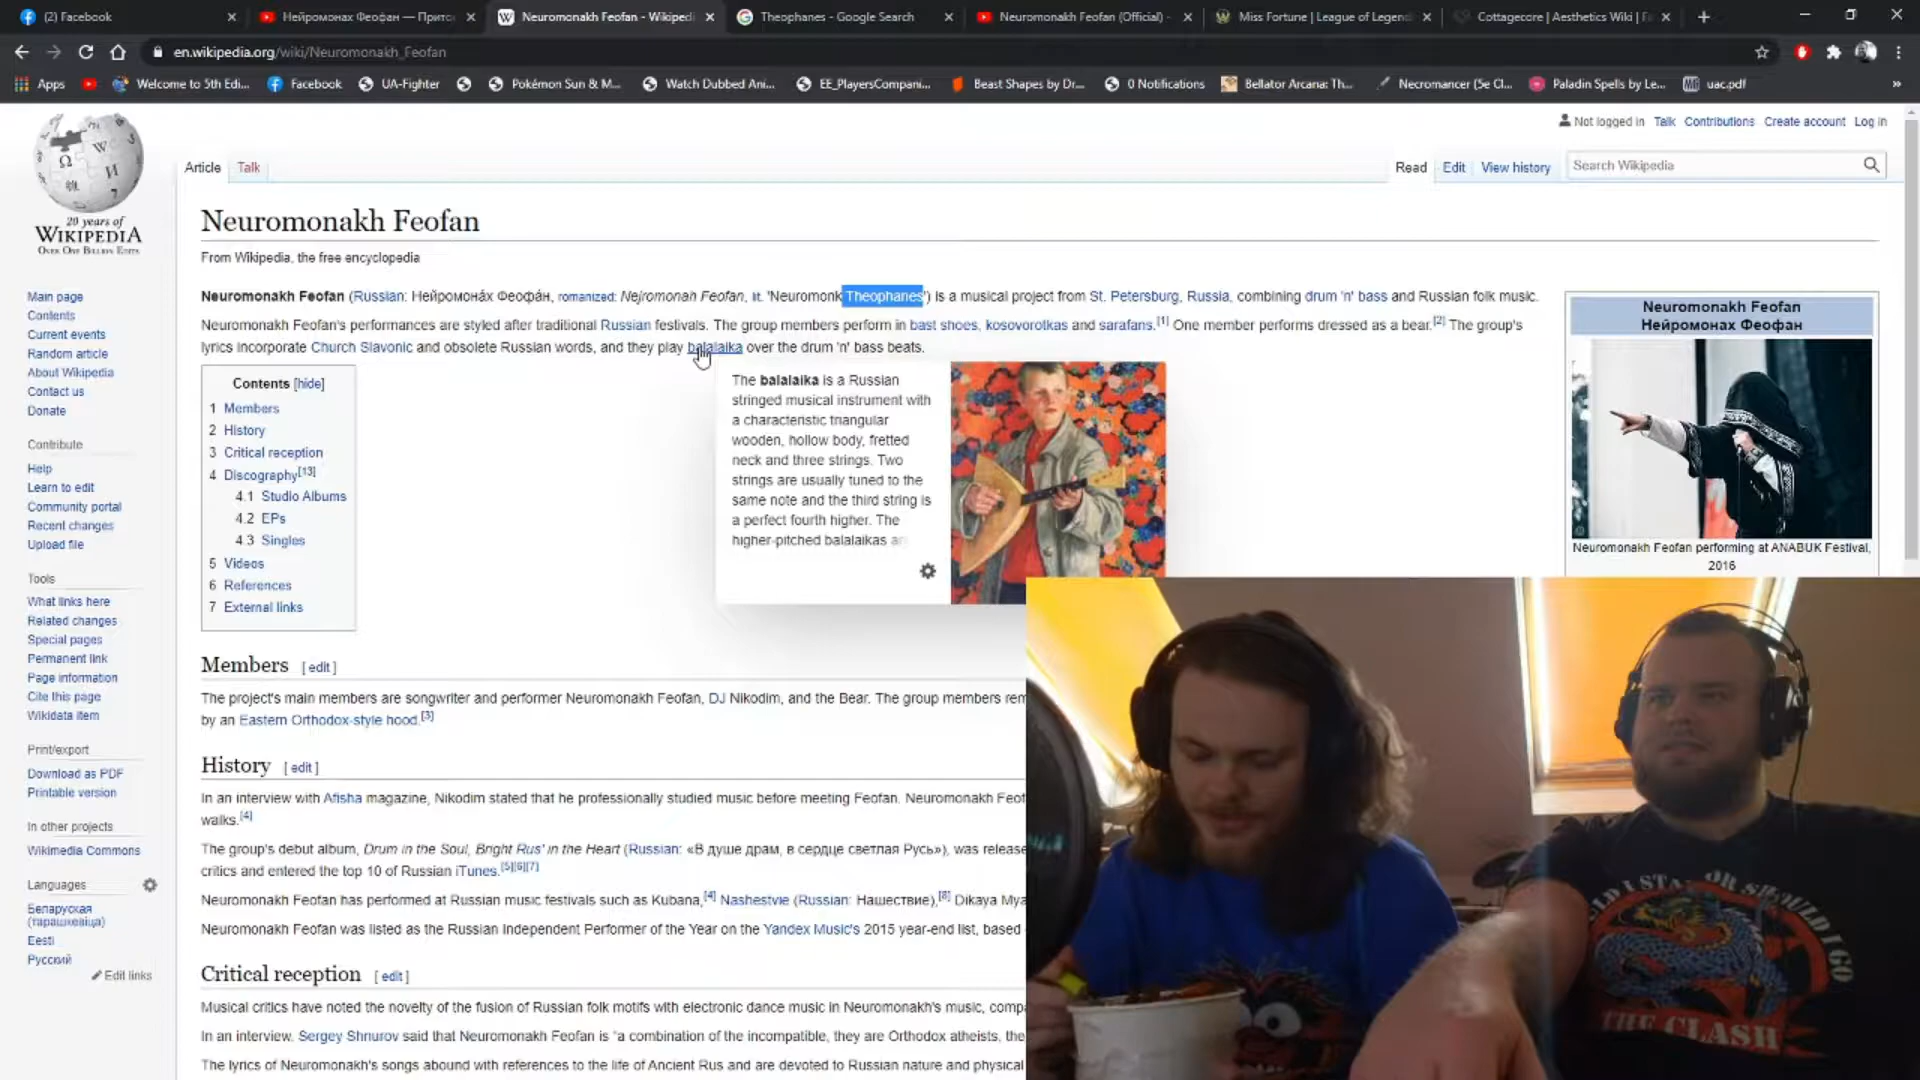 (2) Facebook
Нейромонах Феофан — Притс
Neuromonakh Feofan - Wikipedi
Theophanes - Google Search
Neuromonakh Feofan (Official) -
Miss Fortune | League of Legend
Cottagecore | Aesthetics Wiki | F
en.wikipedia.org/wiki/Neuromonakh_Feofan
Apps
Welcome to 5th Edi...
Facebook
UA-Fighter
Pokémon Sun & M...
Watch Dubbed Ani...
EE_PlayersCompani...
Beast Shapes by Dr...
0 Notifications
Bellator Arcana: Th...
Necromancer (5e Cl...
Paladin Spells by Le...
uac.pdf
Not logged in Talk Contributions Create account Log in
Article Talk
Read Edit View history
Search Wikipedia
20 years of
WIKIPEDIA
Over One Billion Edits
Main page
Contents
Current events
Random article
About Wikipedia
Contact us
Donate
Contribute
Help
Learn to edit
Community portal
Recent changes
Upload file
Tools
What links here
Related changes
Special pages
Permanent link
Page information
Cite this page
Wikidata item
Print/export
Download as PDF
Printable version
In other projects
Wikimedia Commons
Languages
Беларуская
(тарашкевіца)
Eesti
Русский
Edit links
Neuromonakh Feofan
From Wikipedia, the free encyclopedia
Neuromonakh Feofan (Russian: Нейромона́х Феофа́н, romanized: Nejromonah Feofan, lit. 'Neuromonk Theophanes') is a musical project from St. Petersburg, Russia, combining drum 'n' bass and Russian folk music.
Neuromonakh Feofan's performances are styled after traditional Russian festivals. The group members perform in bast shoes, kosovorotkas and sarafans.[1] One member performs dressed as a bear.[2] The group's
lyrics incorporate Church Slavonic and obsolete Russian words, and they play balalaika over the drum 'n' bass beats.
Contents [hide]
1 Members
2 History
3 Critical reception
4 Discography[13]
4.1 Studio Albums
4.2 EPs
4.3 Singles
5 Videos
6 References
7 External links
The balalaika is a Russian
stringed musical instrument with
a characteristic triangular
wooden, hollow body, fretted
neck and three strings. Two
strings are usually tuned to the
same note and the third string is
a perfect fourth higher. The
higher-pitched balalaikas
Neuromonakh Feofan
Нейромонах Феофан
Neuromonakh Feofan performing at ANABUK Festival,
2016
Members [ edit ]
The project's main members are songwriter and performer Neuromonakh Feofan, DJ Nikodim, and the Bear. The group members rem
by an Eastern Orthodox-style hood.[3]
History [ edit ]
In an interview with Afisha magazine, Nikodim stated that he professionally studied music before meeting Feofan. Neuromonakh Feof
walks.[4]
The group's debut album, Drum in the Soul, Bright Rus' in the Heart (Russian: «В душе драм, в сердце светлая Русь»), was release
critics and entered the top 10 of Russian iTunes.[5][6][7]
Neuromonakh Feofan has performed at Russian music festivals such as Kubana,[4] Nashestvie (Russian: Нашествие),[8] Dikaya Mya
Neuromonakh Feofan was listed as the Russian Independent Performer of the Year on the Yandex Music's 2015 year-end list, based
Critical reception [ edit ]
Musical critics have noted the novelty of the fusion of Russian folk motifs with electronic dance music in Neuromonakh's music, comp
In an interview, Sergey Shnurov said that Neuromonakh Feofan is "a combination of the incompatible, they are Orthodox atheists, the
The lyrics of Neuromonakh's songs abound with references to the life of Ancient Rus and are devoted to Russian nature and physical
OR SHOULD I GO
THE CLASH